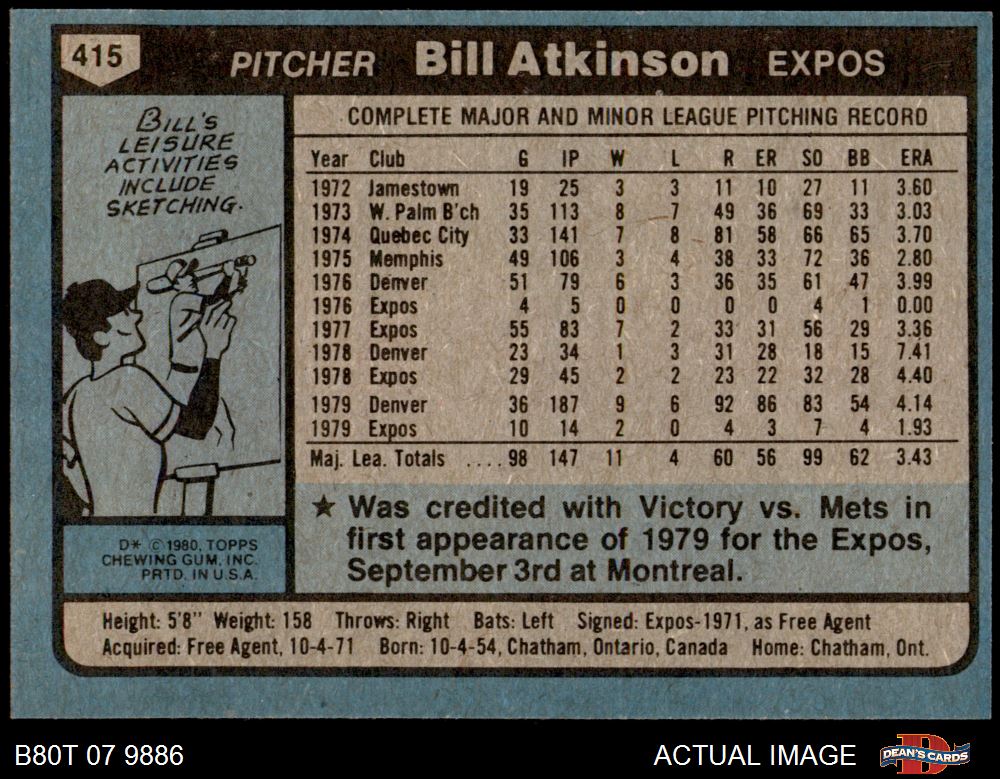 415 PITCHER Bill Atkinson EXPOS
BILL'S
LEISURE
ACTIVITIES
INCLUDE
SKETCHING.
D* © 1980, TOPPS
CHEWING GUM, INC.
PRTD. IN U.S.A.
COMPLETE MAJOR AND MINOR LEAGUE PITCHING RECORD
Year Club G IP W L R ER SO BB ERA
1972 Jamestown 19 25 3 3 11 10 27 11 3.60
1973 W. Palm B'ch 35 113 8 7 49 36 69 33 3.03
1974 Quebec City 33 141 7 8 81 58 66 65 3.70
1975 Memphis 49 106 3 4 38 33 72 36 2.80
1976 Denver 51 79 6 3 36 35 61 47 3.99
1976 Expos 4 5 0 0 0 0 4 1 0.00
1977 Expos 55 83 7 2 33 31 56 29 3.36
1978 Denver 23 34 1 3 31 28 18 15 7.41
1978 Expos 29 45 2 2 23 22 32 28 4.40
1979 Denver 36 187 9 6 92 86 83 54 4.14
1979 Expos 10 14 2 0 4 3 7 4 1.93
Maj. Lea. Totals ....98 147 11 4 60 56 99 62 3.43
★ Was credited with Victory vs. Mets in
first appearance of 1979 for the Expos,
September 3rd at Montreal.
Height: 5'8" Weight: 158 Throws: Right Bats: Left Signed: Expos-1971, as Free Agent
Acquired: Free Agent, 10-4-71 Born: 10-4-54, Chatham, Ontario, Canada Home: Chatham, Ont.
B80T 07 9886 ACTUAL IMAGE DEAN'S CARDS